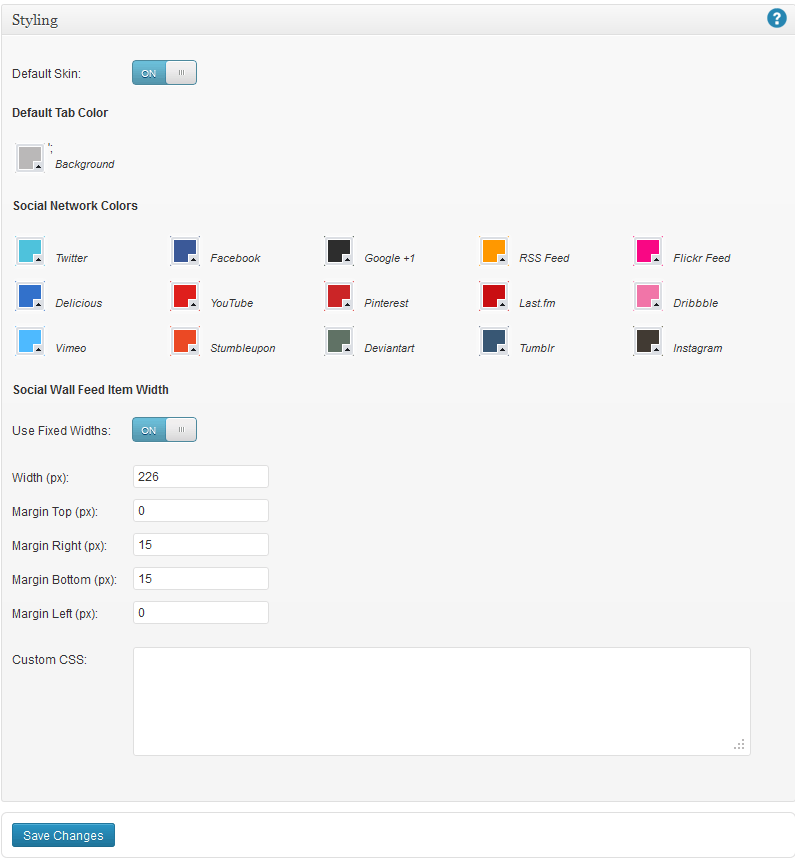 Styling
?
Default Skin: ON
Default Tab Color
';
Background
Social Network Colors
Twitter Facebook Google +1 RSS Feed Flickr Feed
Delicious YouTube Pinterest Last.fm Dribbble
Vimeo Stumbleupon Deviantart Tumblr Instagram
Social Wall Feed Item Width
Use Fixed Widths: ON
Width (px): 226
Margin Top (px): 0
Margin Right (px): 15
Margin Bottom (px): 15
Margin Left (px): 0
Custom CSS:
Save Changes